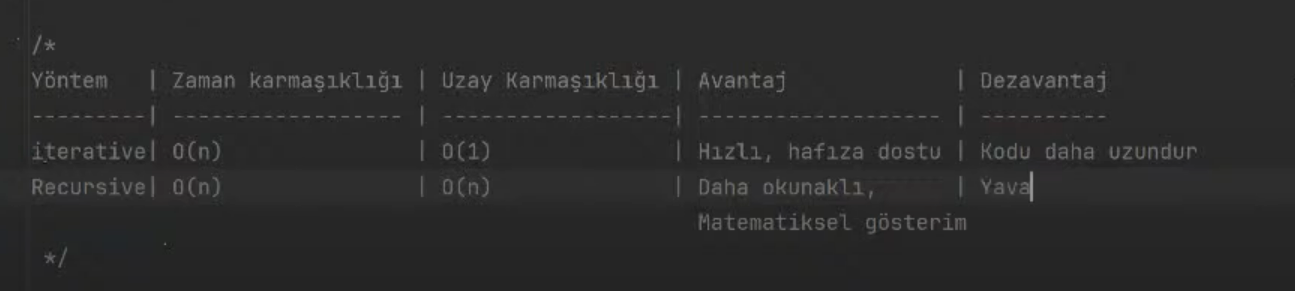 /*
Yöntem | Zaman karmaşıklığı | Uzay Karmaşıklığı | Avantaj | Dezavantaj
---------| ------------------ | ------------------| ------------------- | ----------
iterative| O(n) | O(1) | Hızlı, hafıza dostu | Kodu daha uzundur
Recursive| O(n) | O(n) | Daha okunaklı, | Yava
Matematiksel gösterim
*/